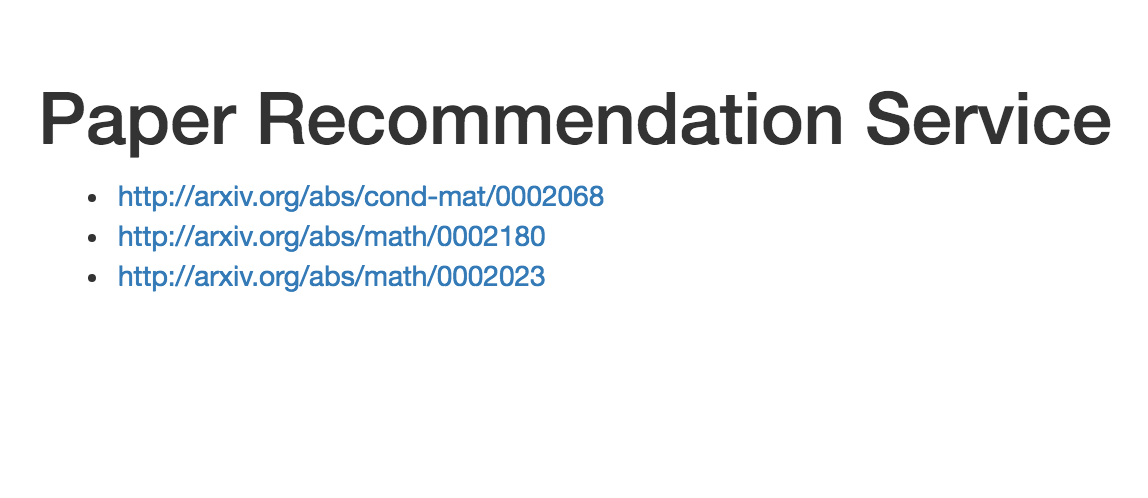 Paper Recommendation Service
http://arxiv.org/abs/cond-mat/0002068
http://arxiv.org/abs/math/0002180
http://arxiv.org/abs/math/0002023